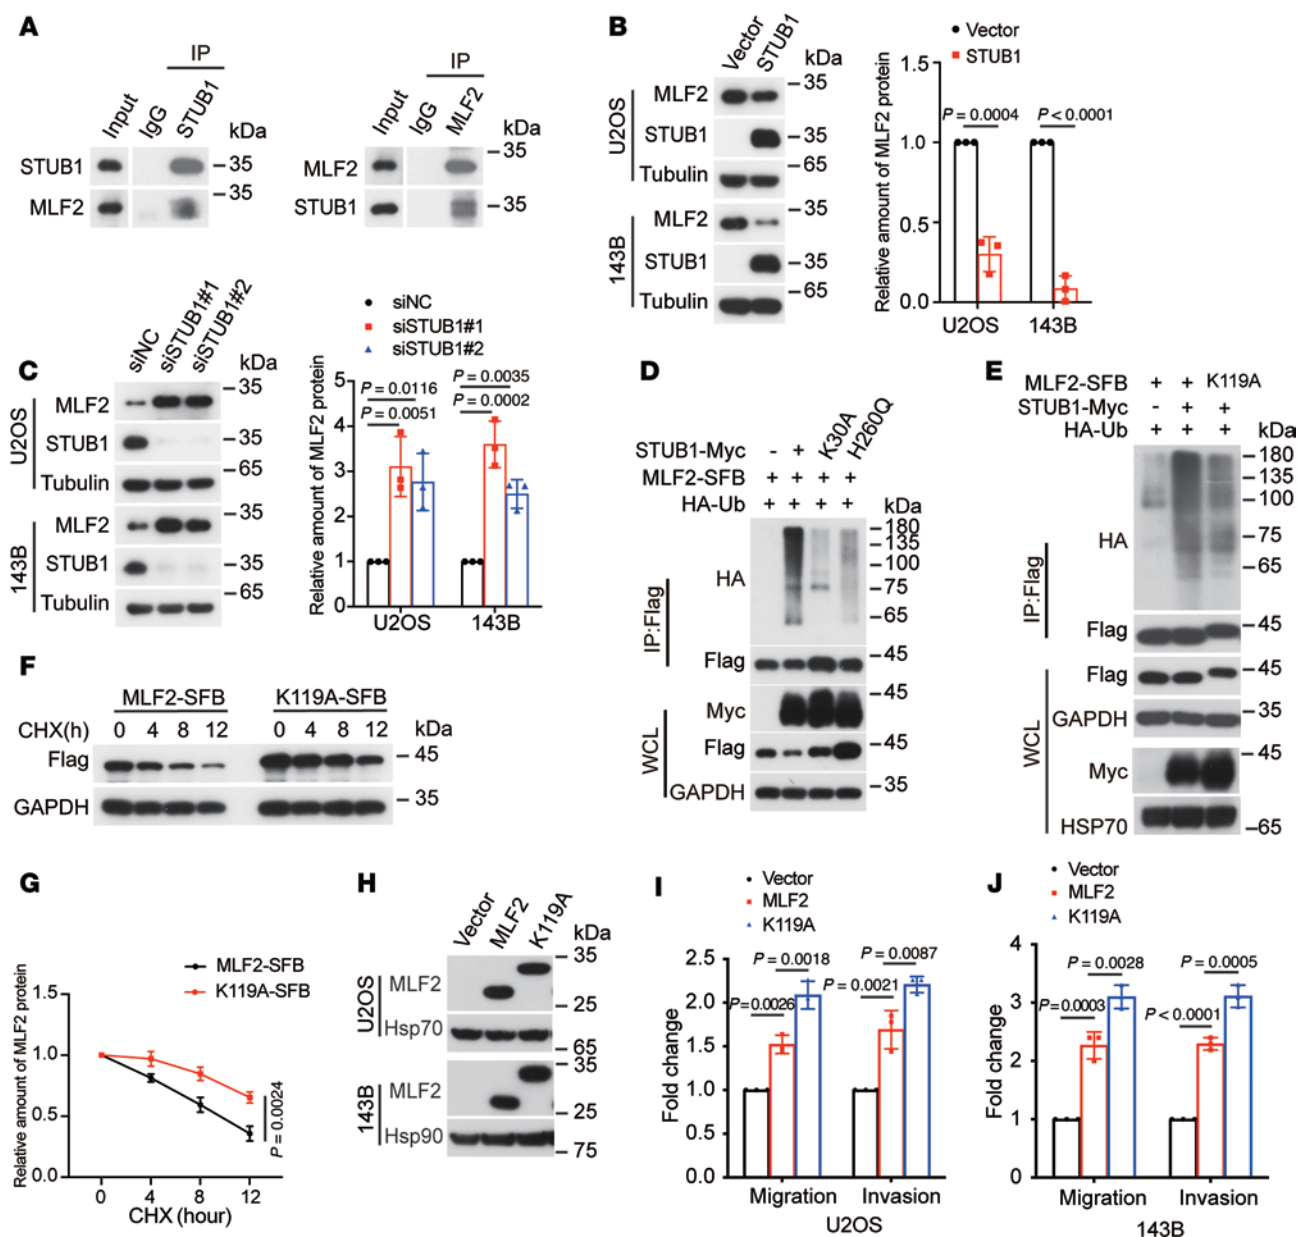 A
IP
Input
IgG
STUB1
kDa
STUB1
35
MLF2
35
IP
Input
IgG
MLF2
kDa
35
MLF2
STUB1
35
B
Vector
STUB1
kDa
U2OS
MLF2
35
STUB1
35
Tubulin
65
143B
MLF2
35
STUB1
35
Tubulin
65
Vector
STUB1
Relative amount of MLF2 protein
1.5
1.0
0.5
0.0
P = 0.0004
P < 0.0001
U2OS
143B
C
siNC
siSTUB1#1
siSTUB1#2
kDa
U2OS
MLF2
35
STUB1
35
Tubulin
65
143B
MLF2
35
STUB1
35
Tubulin
65
siNC
siSTUB1#1
siSTUB1#2
Relative amount of MLF2 protein
5
4
3
2
1
0
P = 0.0116
P = 0.0051
P = 0.0035
P = 0.0002
U2OS
143B
D
STUB1-Myc - + K30A H260Q
MLF2-SFB + + + +
HA-Ub + + + +
kDa
IP:Flag
HA
180
135
100
75
65
Flag
45
WCL
Myc
45
Flag
45
GAPDH
35
E
MLF2-SFB + + K119A
STUB1-Myc - + +
HA-Ub + + +
kDa
IP:Flag
HA
180
135
100
75
65
Flag
45
WCL
Flag
45
GAPDH
35
Myc
45
HSP70
65
F
MLF2-SFB K119A-SFB
CHX(h) 0 4 8 12 0 4 8 12 kDa
Flag
45
GAPDH
35
G
MLF2-SFB
K119A-SFB
Relative amount of MLF2 protein
1.5
1.0
0.5
0.0
P = 0.0024
0 4 8 12
CHX (hour)
H
Vector
MLF2
K119A
kDa
U2OS
MLF2
35
25
Hsp70
65
143B
MLF2
35
25
Hsp90
75
I
Vector
MLF2
K119A
Fold change
2.5
2.0
1.5
1.0
0.5
0.0
P = 0.0018
P = 0.0026
P = 0.0087
P = 0.0021
Migration Invasion
U2OS
J
Vector
MLF2
K119A
Fold change
4
3
2
1
0
P = 0.0028
P = 0.0003
P = 0.0005
P < 0.0001
Migration Invasion
143B